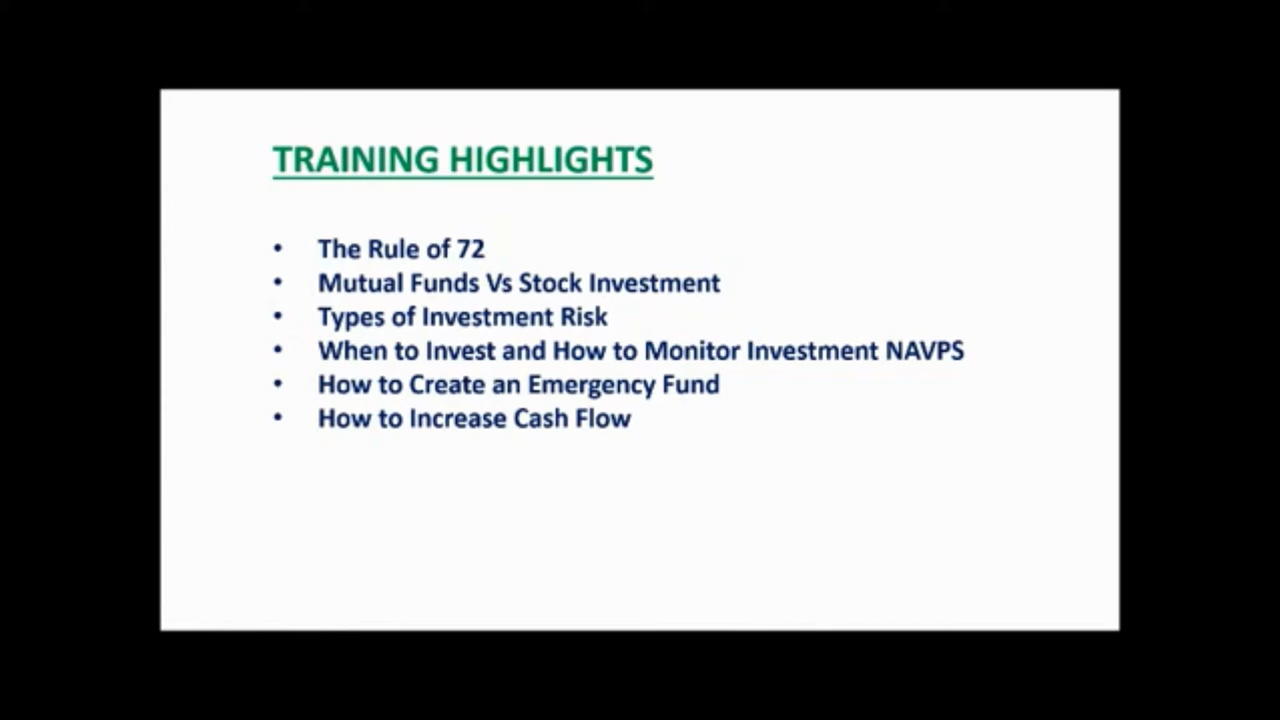 TRAINING HIGHLIGHTS
• The Rule of 72
• Mutual Funds Vs Stock Investment
• Types of Investment Risk
• When to Invest and How to Monitor Investment NAVPS
• How to Create an Emergency Fund
• How to Increase Cash Flow